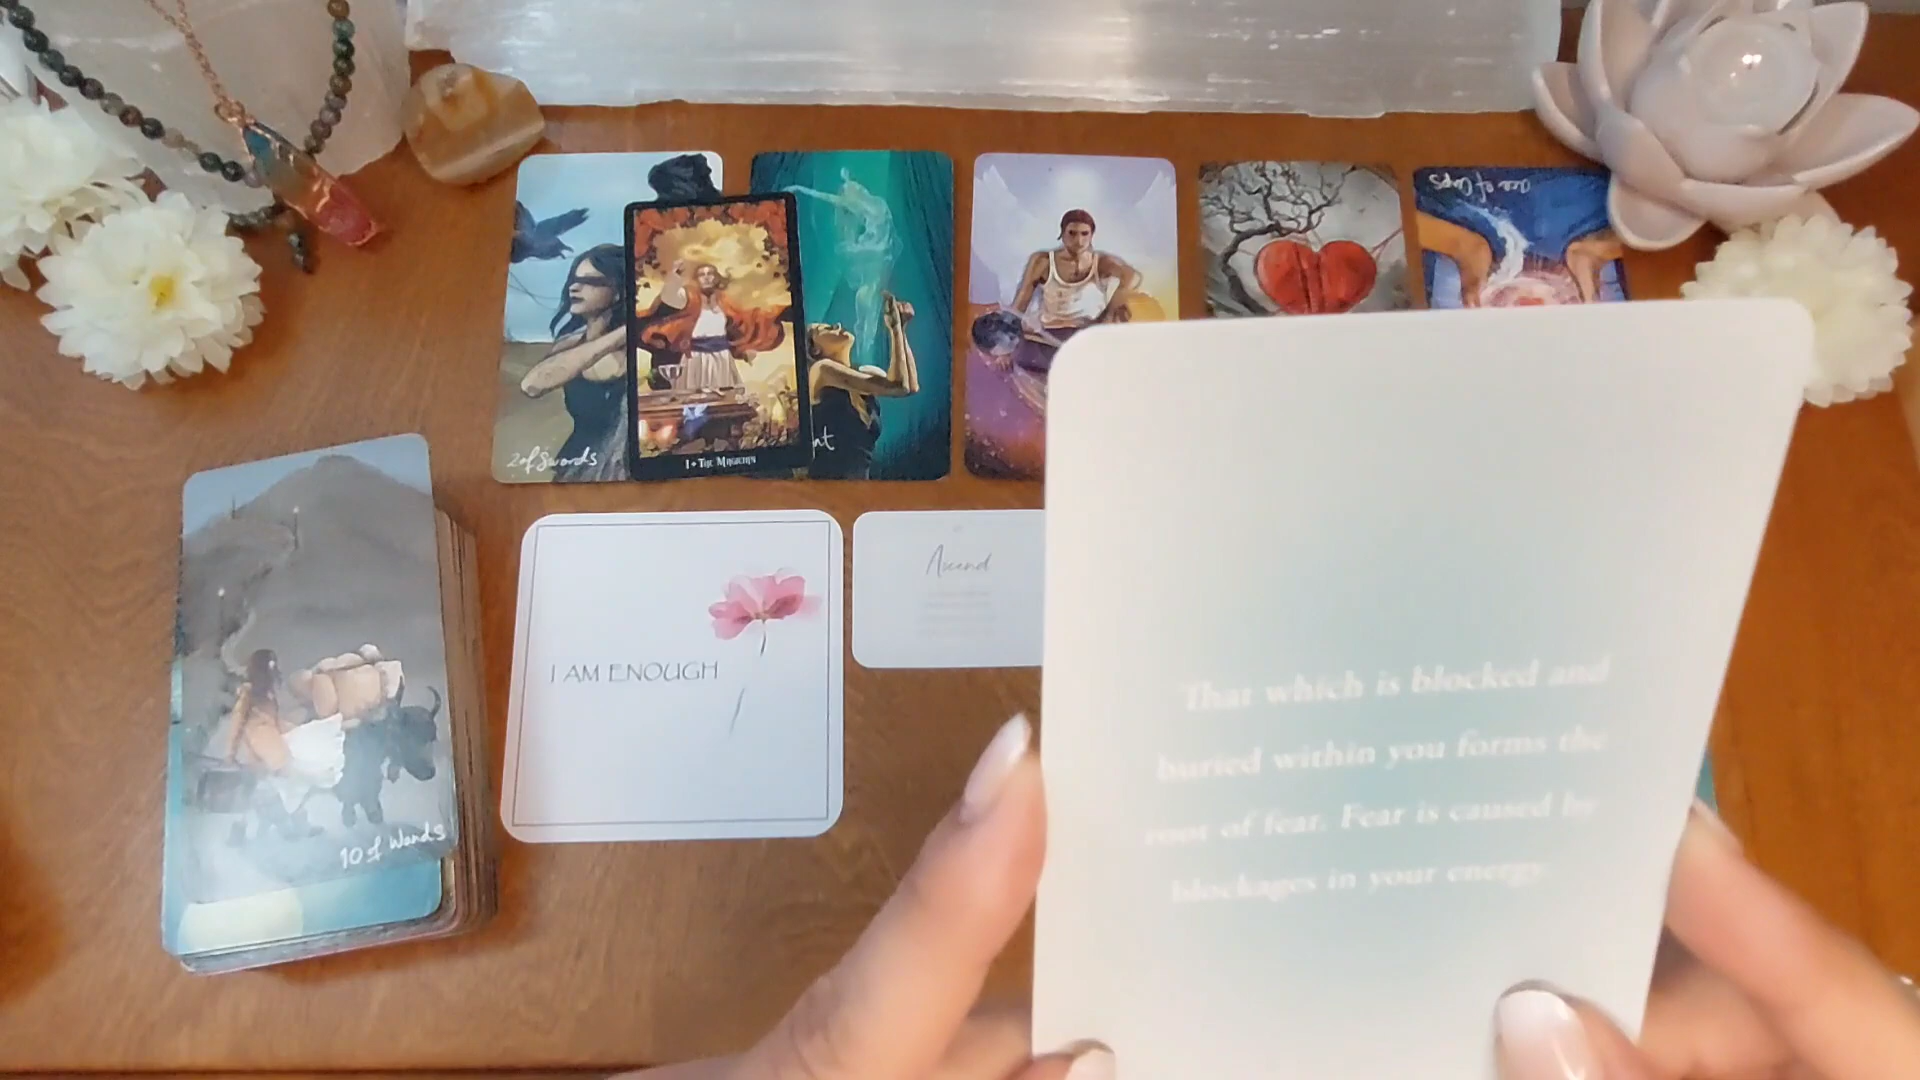 Ace of Cups
2 of Swords
I • THE MAGICIAN
nt
I AM ENOUGH
Ascend
10 of Wands
That which is blocked and
buried within you forms the
root of fear. Fear is caused by
blockages in your energy.